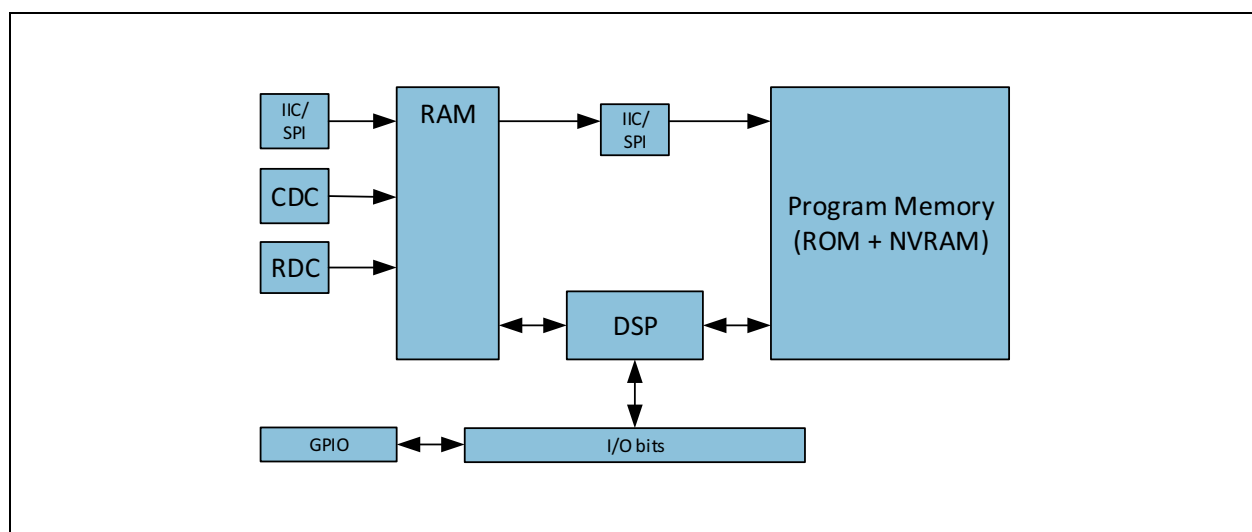 IIC/
SPI
RAM
IIC/
SPI
CDC
Program Memory
(ROM + NVRAM)
RDC
DSP
GPIO
I/O bits